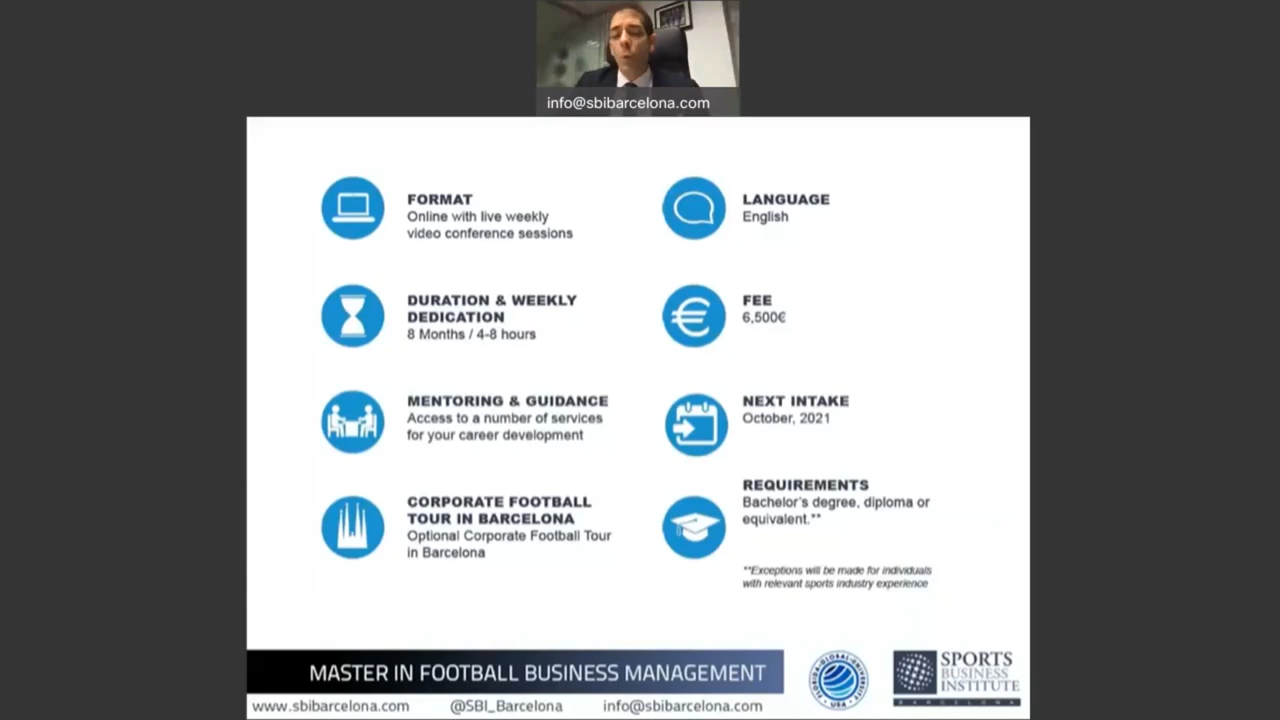 info@sbibarcelona.com
FORMAT
Online with live weekly
video conference sessions
DURATION & WEEKLY
DEDICATION
8 Months / 4-8 hours
MENTORING & GUIDANCE
Access to a number of services
for your career development
CORPORATE FOOTBALL
TOUR IN BARCELONA
Optional Corporate Football Tour
in Barcelona
LANGUAGE
English
FEE
6,500€
NEXT INTAKE
October, 2021
REQUIREMENTS
Bachelor's degree, diploma or
equivalent.**
**Exceptions will be made for individuals
with relevant sports industry experience
MASTER IN FOOTBALL BUSINESS MANAGEMENT
www.sbibarcelona.com @SBI_Barcelona info@sbibarcelona.com
FLORIDA GLOBAL UNIVERSITY
USA
SPORTS
BUSINESS
INSTITUTE
BARCELONA